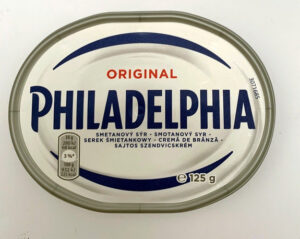 ORIGINAL
PHILADELPHIA
SMETANOVÝ SÝR - SMOTANOVÝ SYR -
SEREK ŚMIETANKOWY - CREMĂ DE BRÂNZĂ -
SAJTOS SZENDVICSKRÉM
℮ 125 g